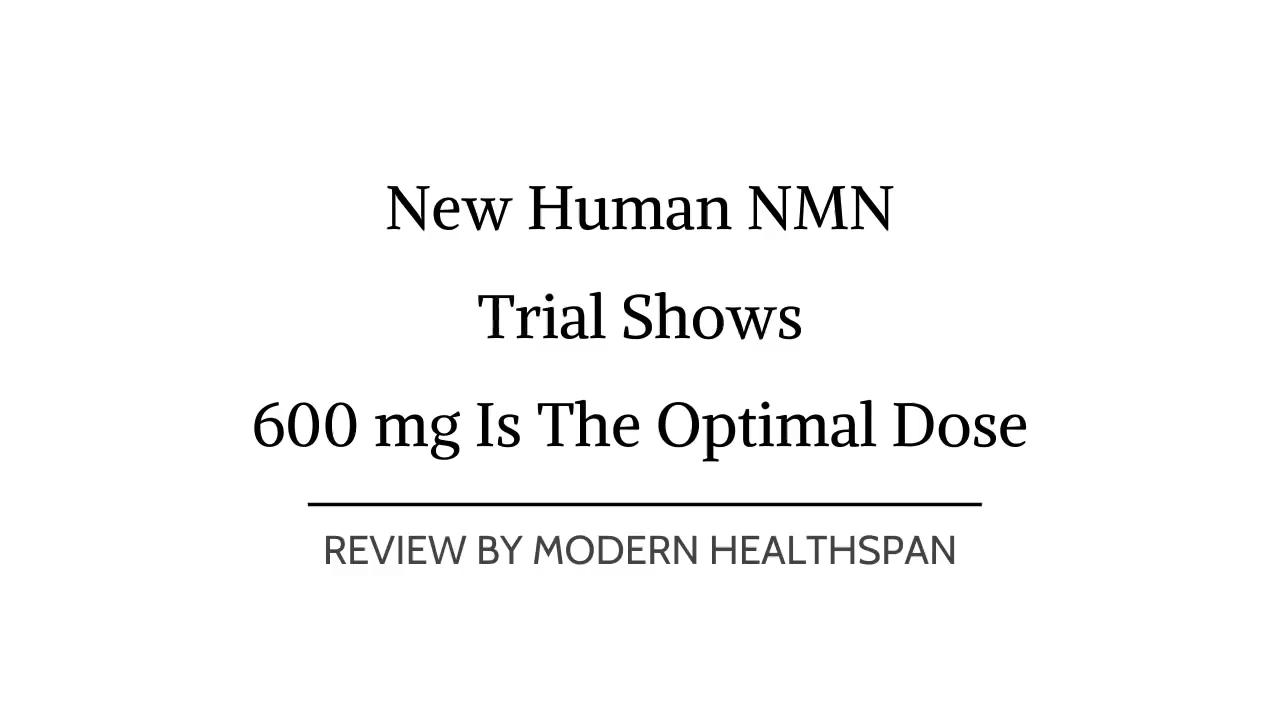 New Human NMN
Trial Shows
600 mg Is The Optimal Dose
REVIEW BY MODERN HEALTHSPAN